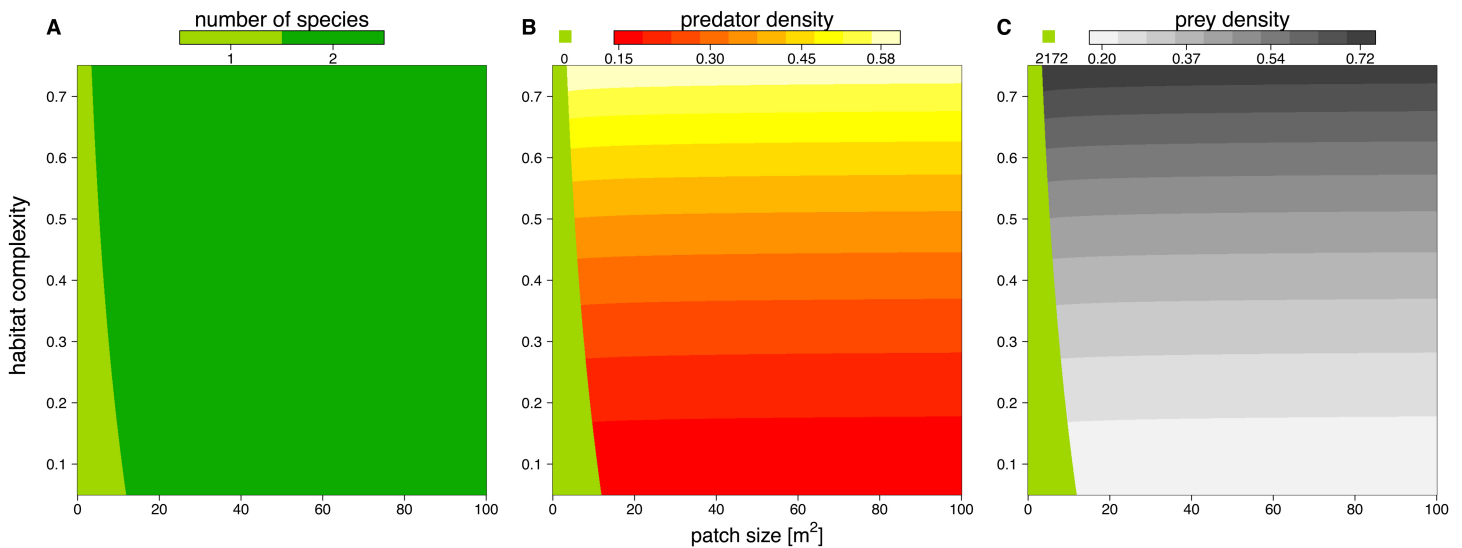 A
number of species
1 2
B
predator density
0 0.15 0.30 0.45 0.58
C
prey density
2172 0.20 0.37 0.54 0.72
habitat complexity
0.7
0.6
0.5
0.4
0.3
0.2
0.1
0 20 40 60 80 100
0.7
0.6
0.5
0.4
0.3
0.2
0.1
0 20 40 60 80 100
0.7
0.6
0.5
0.4
0.3
0.2
0.1
0 20 40 60 80 100
patch size [m²]